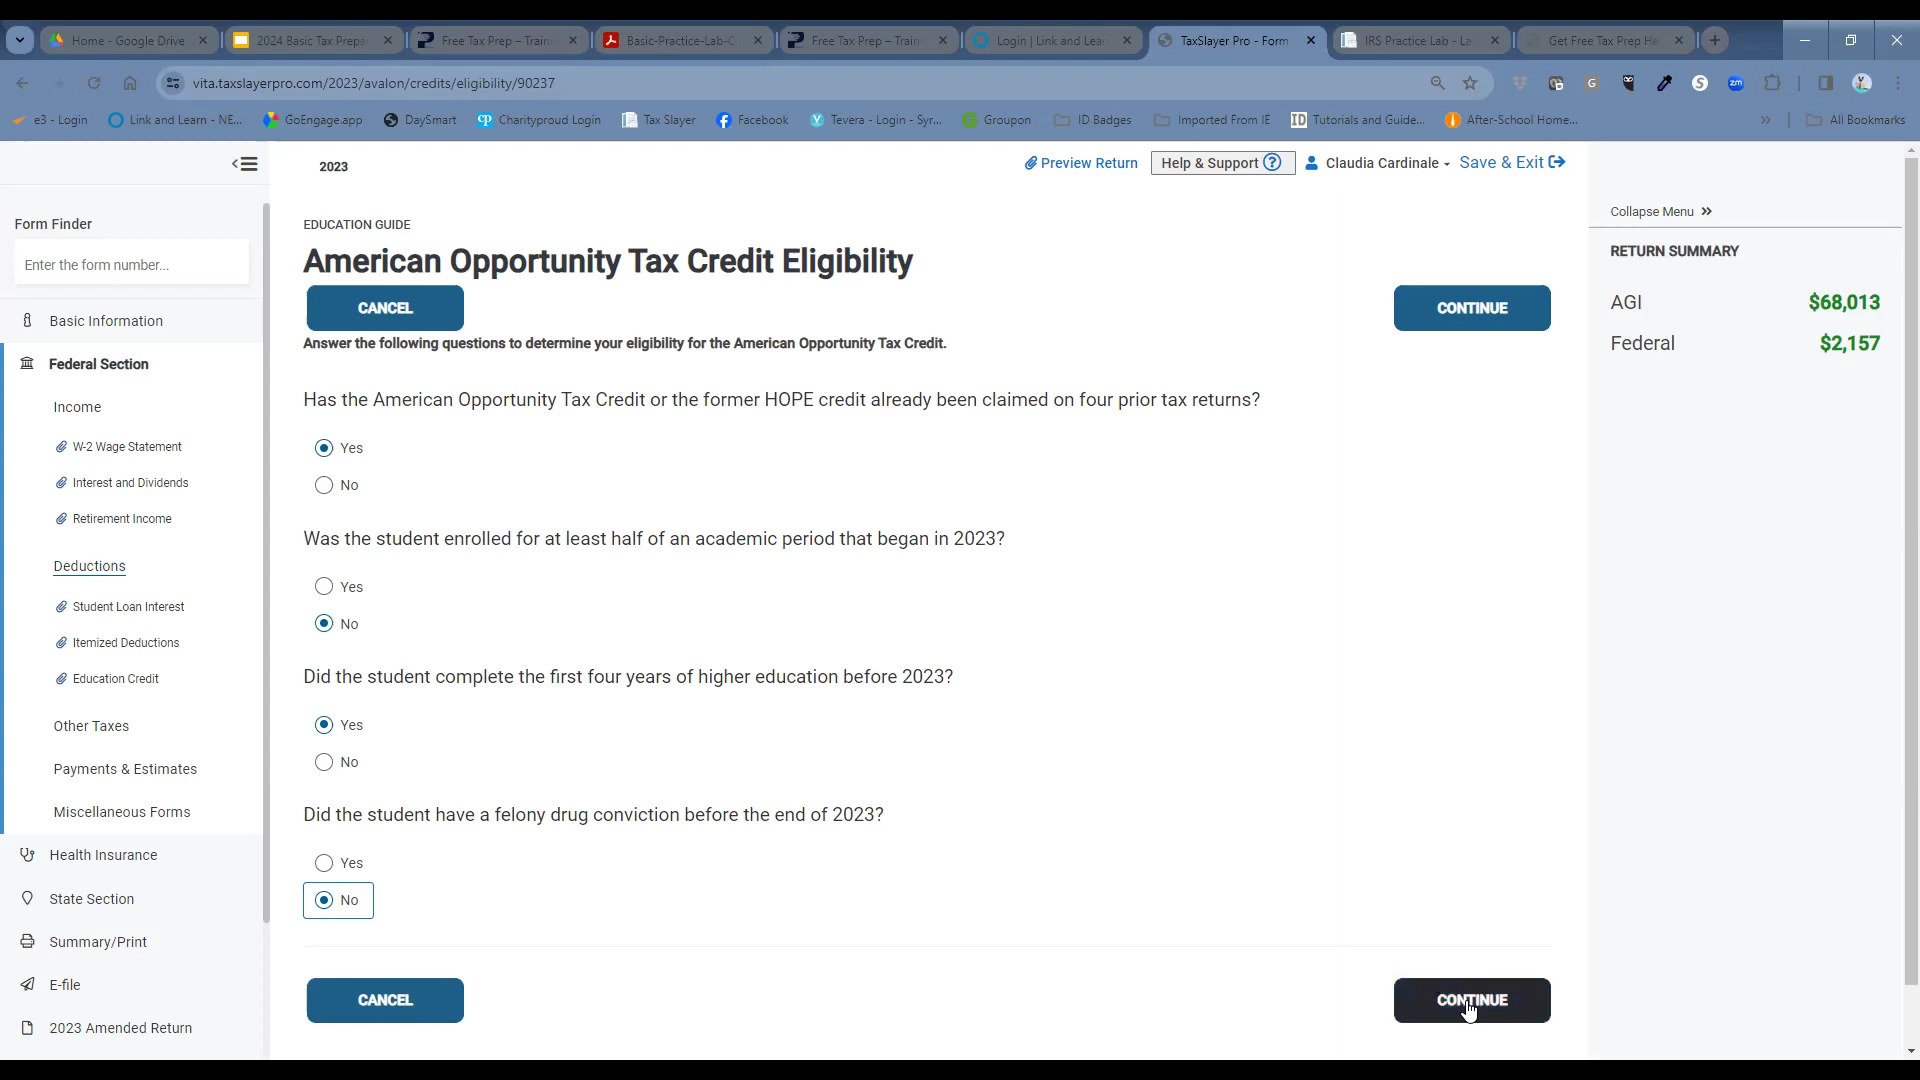 Home - Google Drive
2024 Basic Tax Prepa
Free Tax Prep – Train
Basic-Practice-Lab-C
Free Tax Prep – Train
Login | Link and Lea
TaxSlayer Pro - Form
IRS Practice Lab - La
Get Free Tax Prep He
vita.taxslayerpro.com/2023/avalon/credits/eligibility/90237
e3 - Login
Link and Learn - NE...
GoEngage.app
DaySmart
Charityproud Login
Tax Slayer
Facebook
Tevera - Login - Syr...
Groupon
ID Badges
Imported From IE
Tutorials and Guide...
After-School Home...
All Bookmarks
2023
Preview Return
Help & Support
Claudia Cardinale
Save & Exit
Form Finder
Enter the form number...
Basic Information
Federal Section
Income
W-2 Wage Statement
Interest and Dividends
Retirement Income
Deductions
Student Loan Interest
Itemized Deductions
Education Credit
Other Taxes
Payments & Estimates
Miscellaneous Forms
Health Insurance
State Section
Summary/Print
E-file
2023 Amended Return
EDUCATION GUIDE
American Opportunity Tax Credit Eligibility
CANCEL
CONTINUE
Answer the following questions to determine your eligibility for the American Opportunity Tax Credit.
Has the American Opportunity Tax Credit or the former HOPE credit already been claimed on four prior tax returns?
Yes
No
Was the student enrolled for at least half of an academic period that began in 2023?
Yes
No
Did the student complete the first four years of higher education before 2023?
Yes
No
Did the student have a felony drug conviction before the end of 2023?
Yes
No
CANCEL
CONTINUE
Collapse Menu
RETURN SUMMARY
AGI $68,013
Federal $2,157